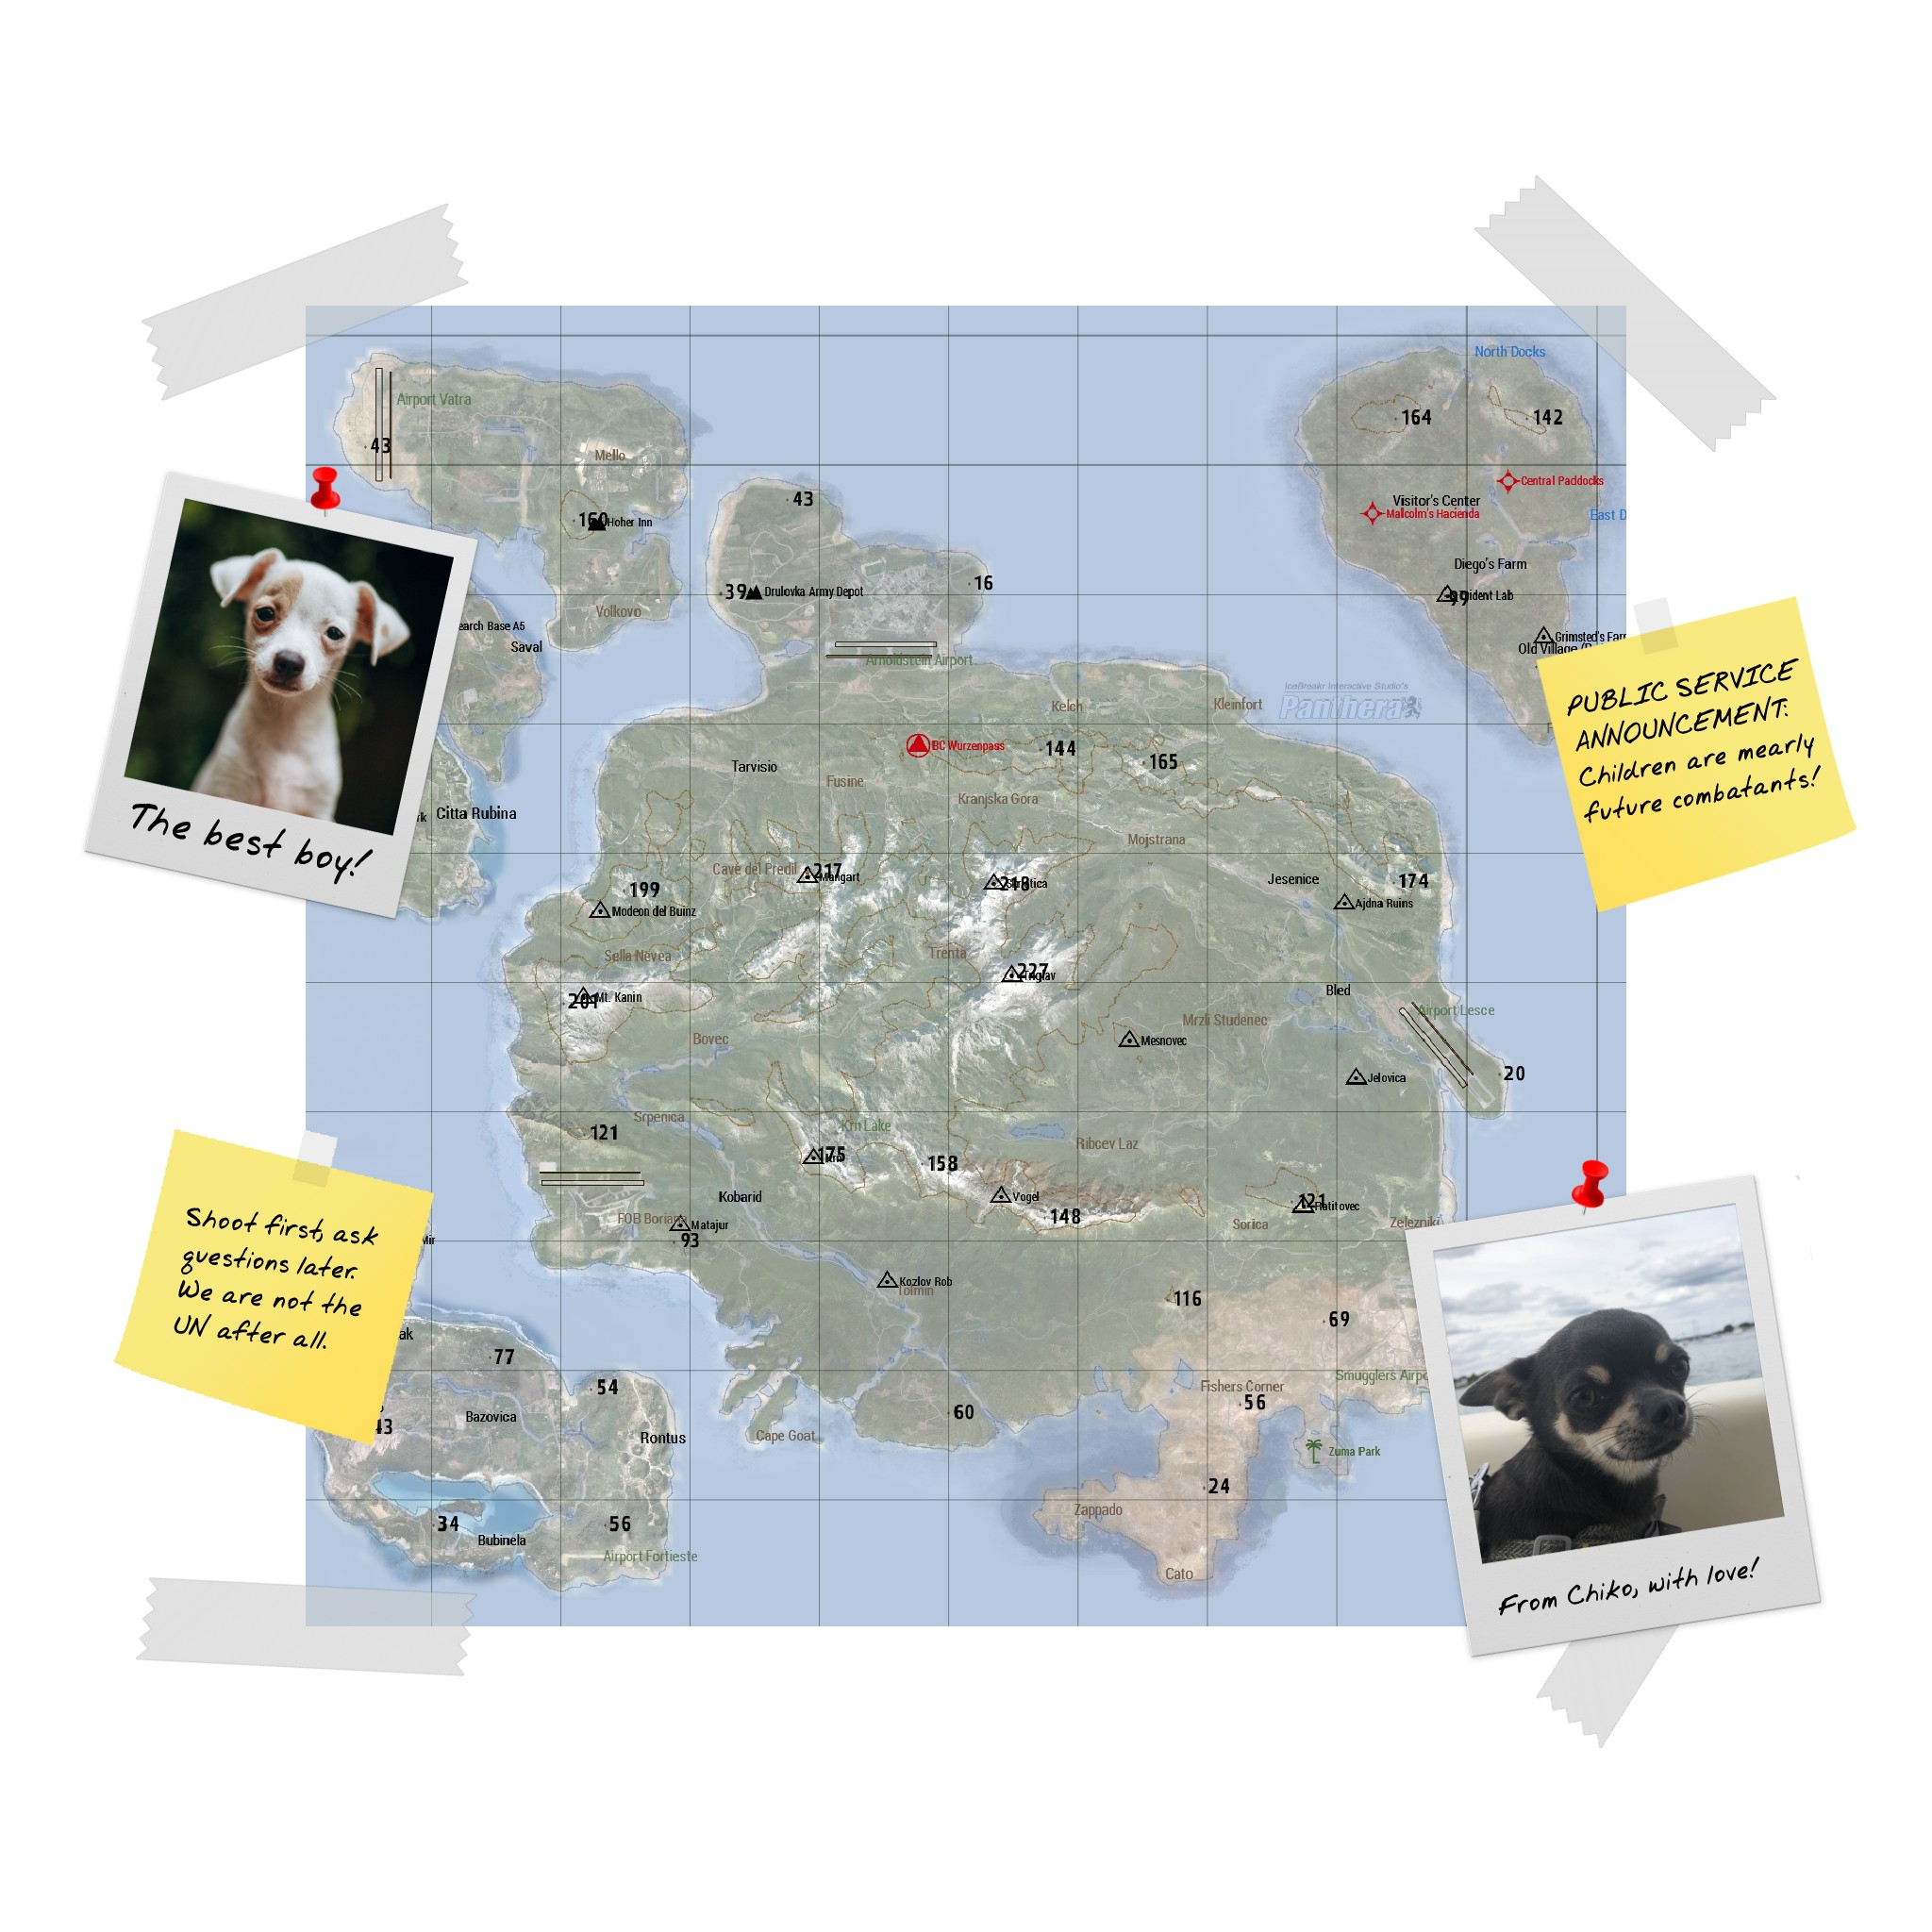 North Docks
Airport Vatra
164
142
43
Mello
Central Paddocks
43
Visitor's Center
Malcolm's Hacienda
East D
160
Hoher Inn
Diego's Farm
16
39
Drulovka Army Depot
99
Volkovo
earch Base A5
Saval
Grimsted's Far
Old Village
Arnoldstein Airport
IceBreakr Interactive Studio's
Panthera
Kelch
Kleinfort
PUBLIC SERVICE
ANNOUNCEMENT:
Children are mearly
future combatants!
BC Wurzenpass
144
165
Tarvisio
Fusine
Kranjska Gora
Citta Rubina
The best boy!
Mojstrana
Cave del Predil
217
Mangart
218
199
Jesenice
174
Modeon del Buinz
Ajdna Ruins
Sella Nevea
Trenta
227
Triglav
Bled
201
Mt. Kanin
Airport Lesce
Mrzli Studenec
Bovec
Mesnovec
Jelovica
20
Srpenica
Krn Lake
121
Ribcev Laz
175
Krn
158
Kobarid
Vogel
121
Ratitovec
FOB Boriana
Matajur
148
Sorica
Zelezniki
93
Mir
Shoot first, ask
questions later.
We are not the
UN after all.
Kozlov Rob
Tolmin
116
69
ak
77
54
Smugglers Airpo
Fishers Corner
56
Bazovica
43
60
Rontus
Cape Goat
Zuma Park
24
Zappado
34
56
Bubinela
Airport Fortieste
Cato
From Chiko, with love!